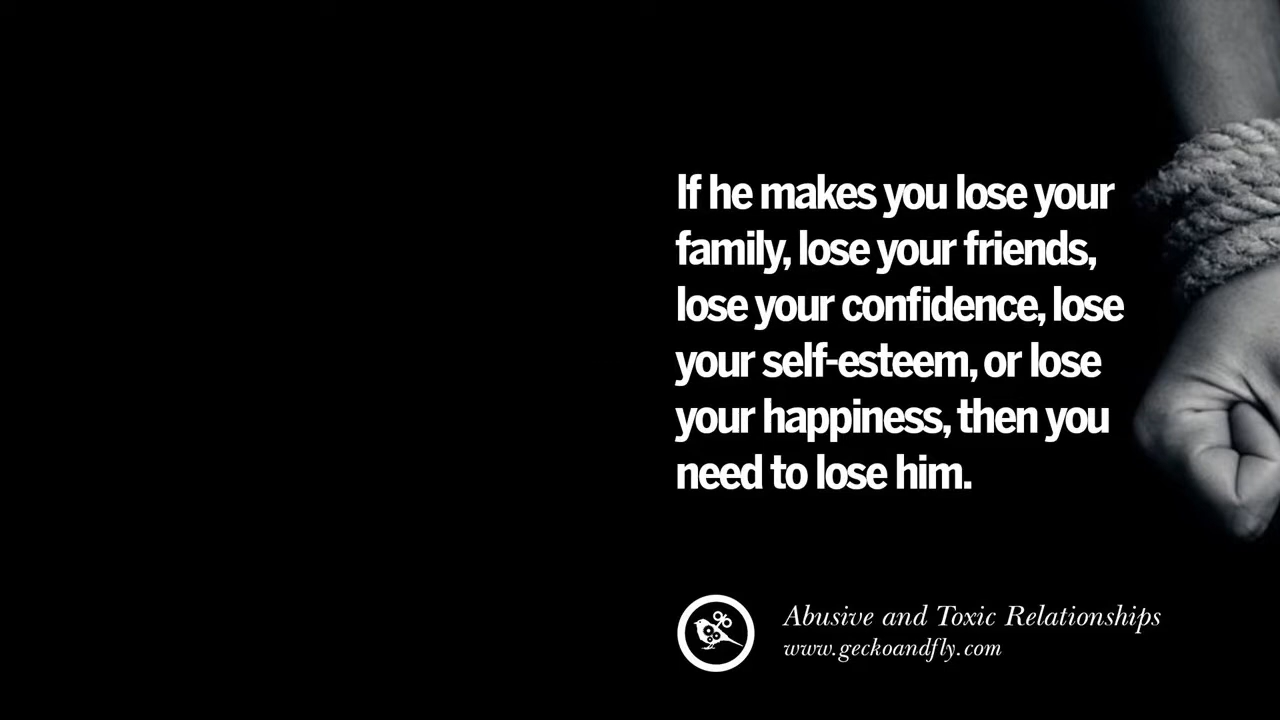 If he makes you lose your
family, lose your friends,
lose your confidence, lose
your self-esteem, or lose
your happiness, then you
need to lose him.
Abusive and Toxic Relationships
www.geckoandfly.com